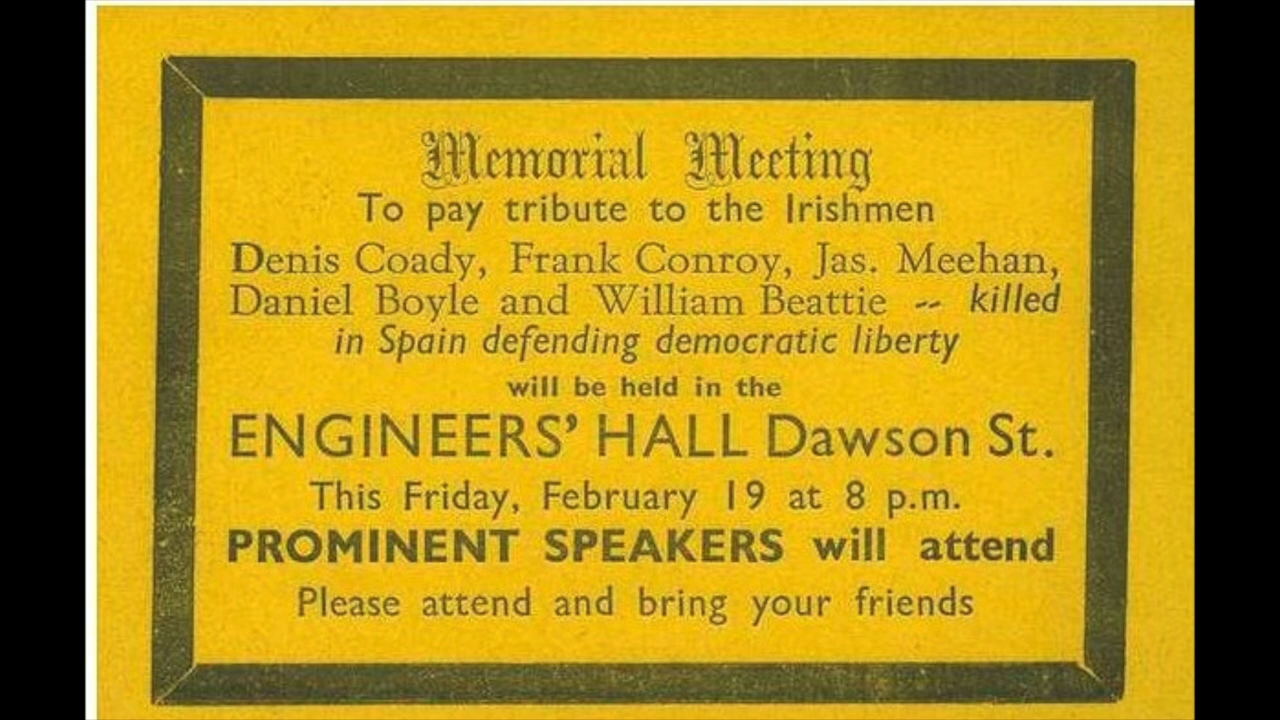 Memorial Meeting
To pay tribute to the Irishmen
Denis Coady, Frank Conroy, Jas. Meehan,
Daniel Boyle and William Beattie -- killed
in Spain defending democratic liberty
will be held in the
ENGINEERS' HALL Dawson St.
This Friday, February 19 at 8 p.m.
PROMINENT SPEAKERS will attend
Please attend and bring your friends